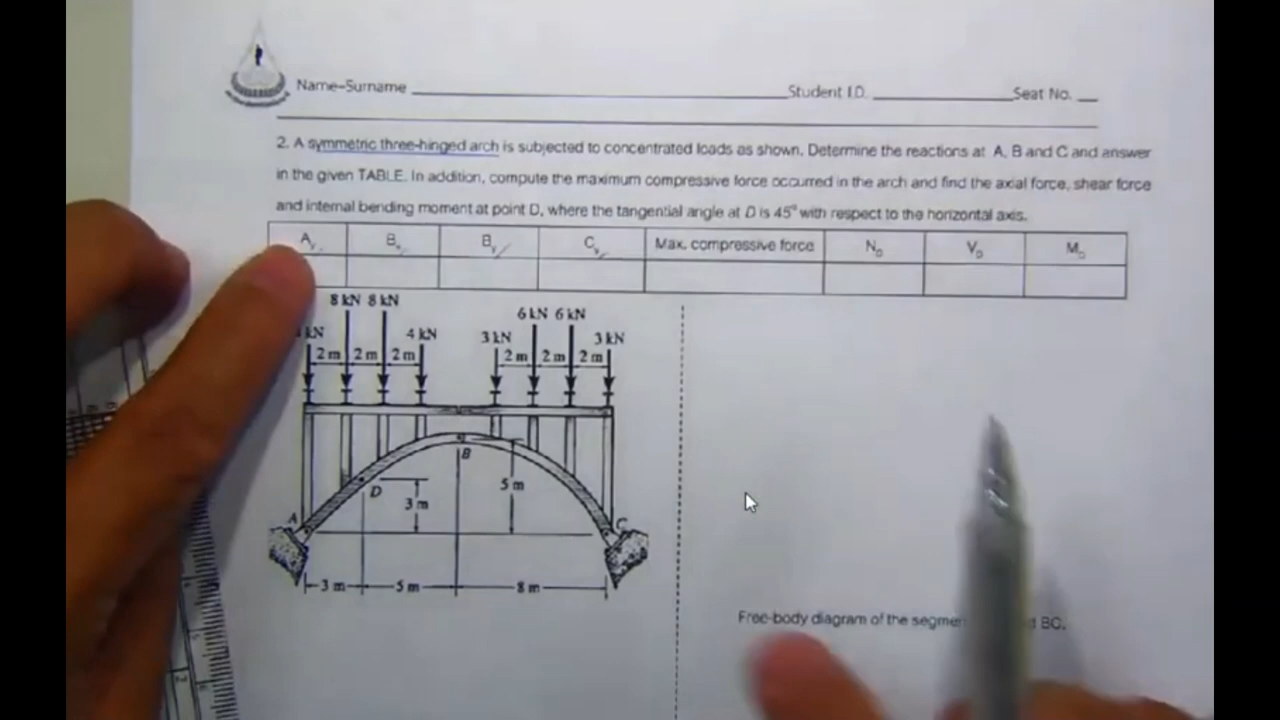 Name-Surname Student I.D. Seat No.
2. A symmetric three-hinged arch is subjected to concentrated loads as shown. Determine the reactions at A, B and C and answer
in the given TABLE. In addition, compute the maximum compressive force occurred in the arch and find the axial force, shear force
and internal bending moment at point D, where the tangential angle at D is 45° with respect to the horizontal axis.
Max. compressive force
8 kN 8 kN
6 kN 6 kN
kN 4 kN 3 kN 3 kN
2 m 2 m 2 m 2 m 2 m 2 m
B
D 5 m
3 m
A C
3 m 5 m 8 m
Free-body diagram of the BC.